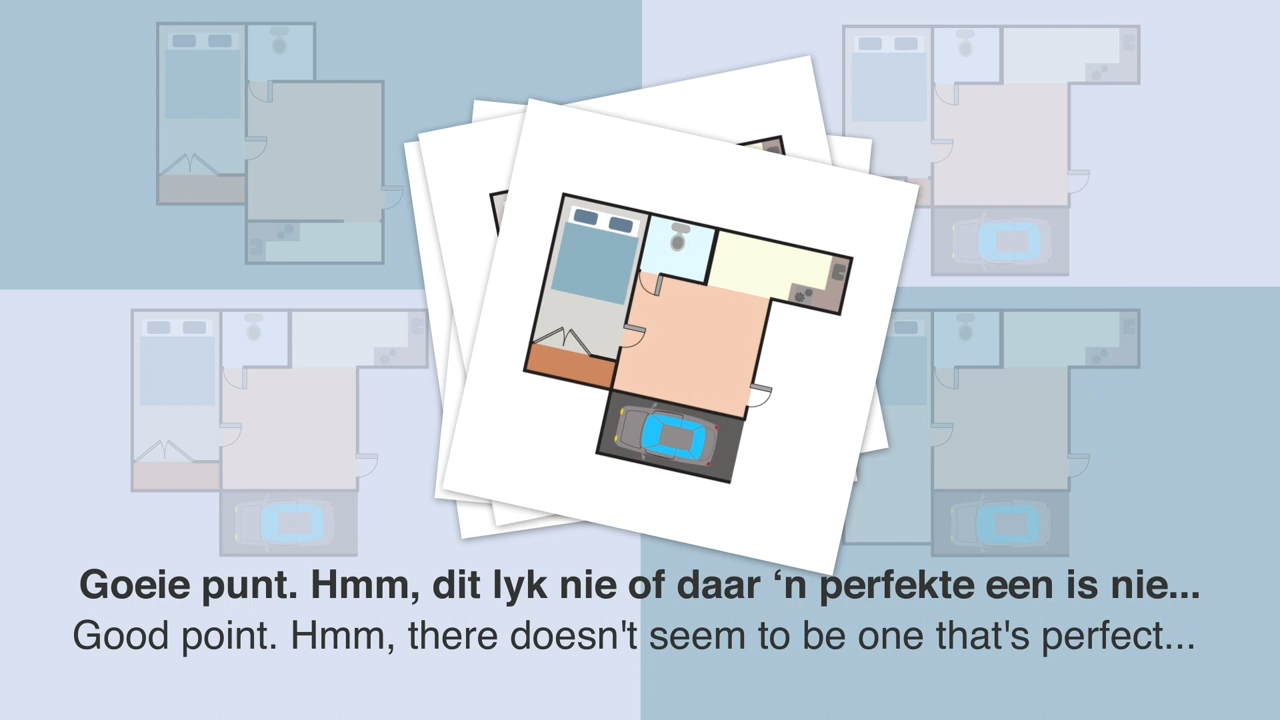 Goeie punt. Hmm, dit lyk nie of daar ‘n perfekte een is nie...
Good point. Hmm, there doesn't seem to be one that's perfect...